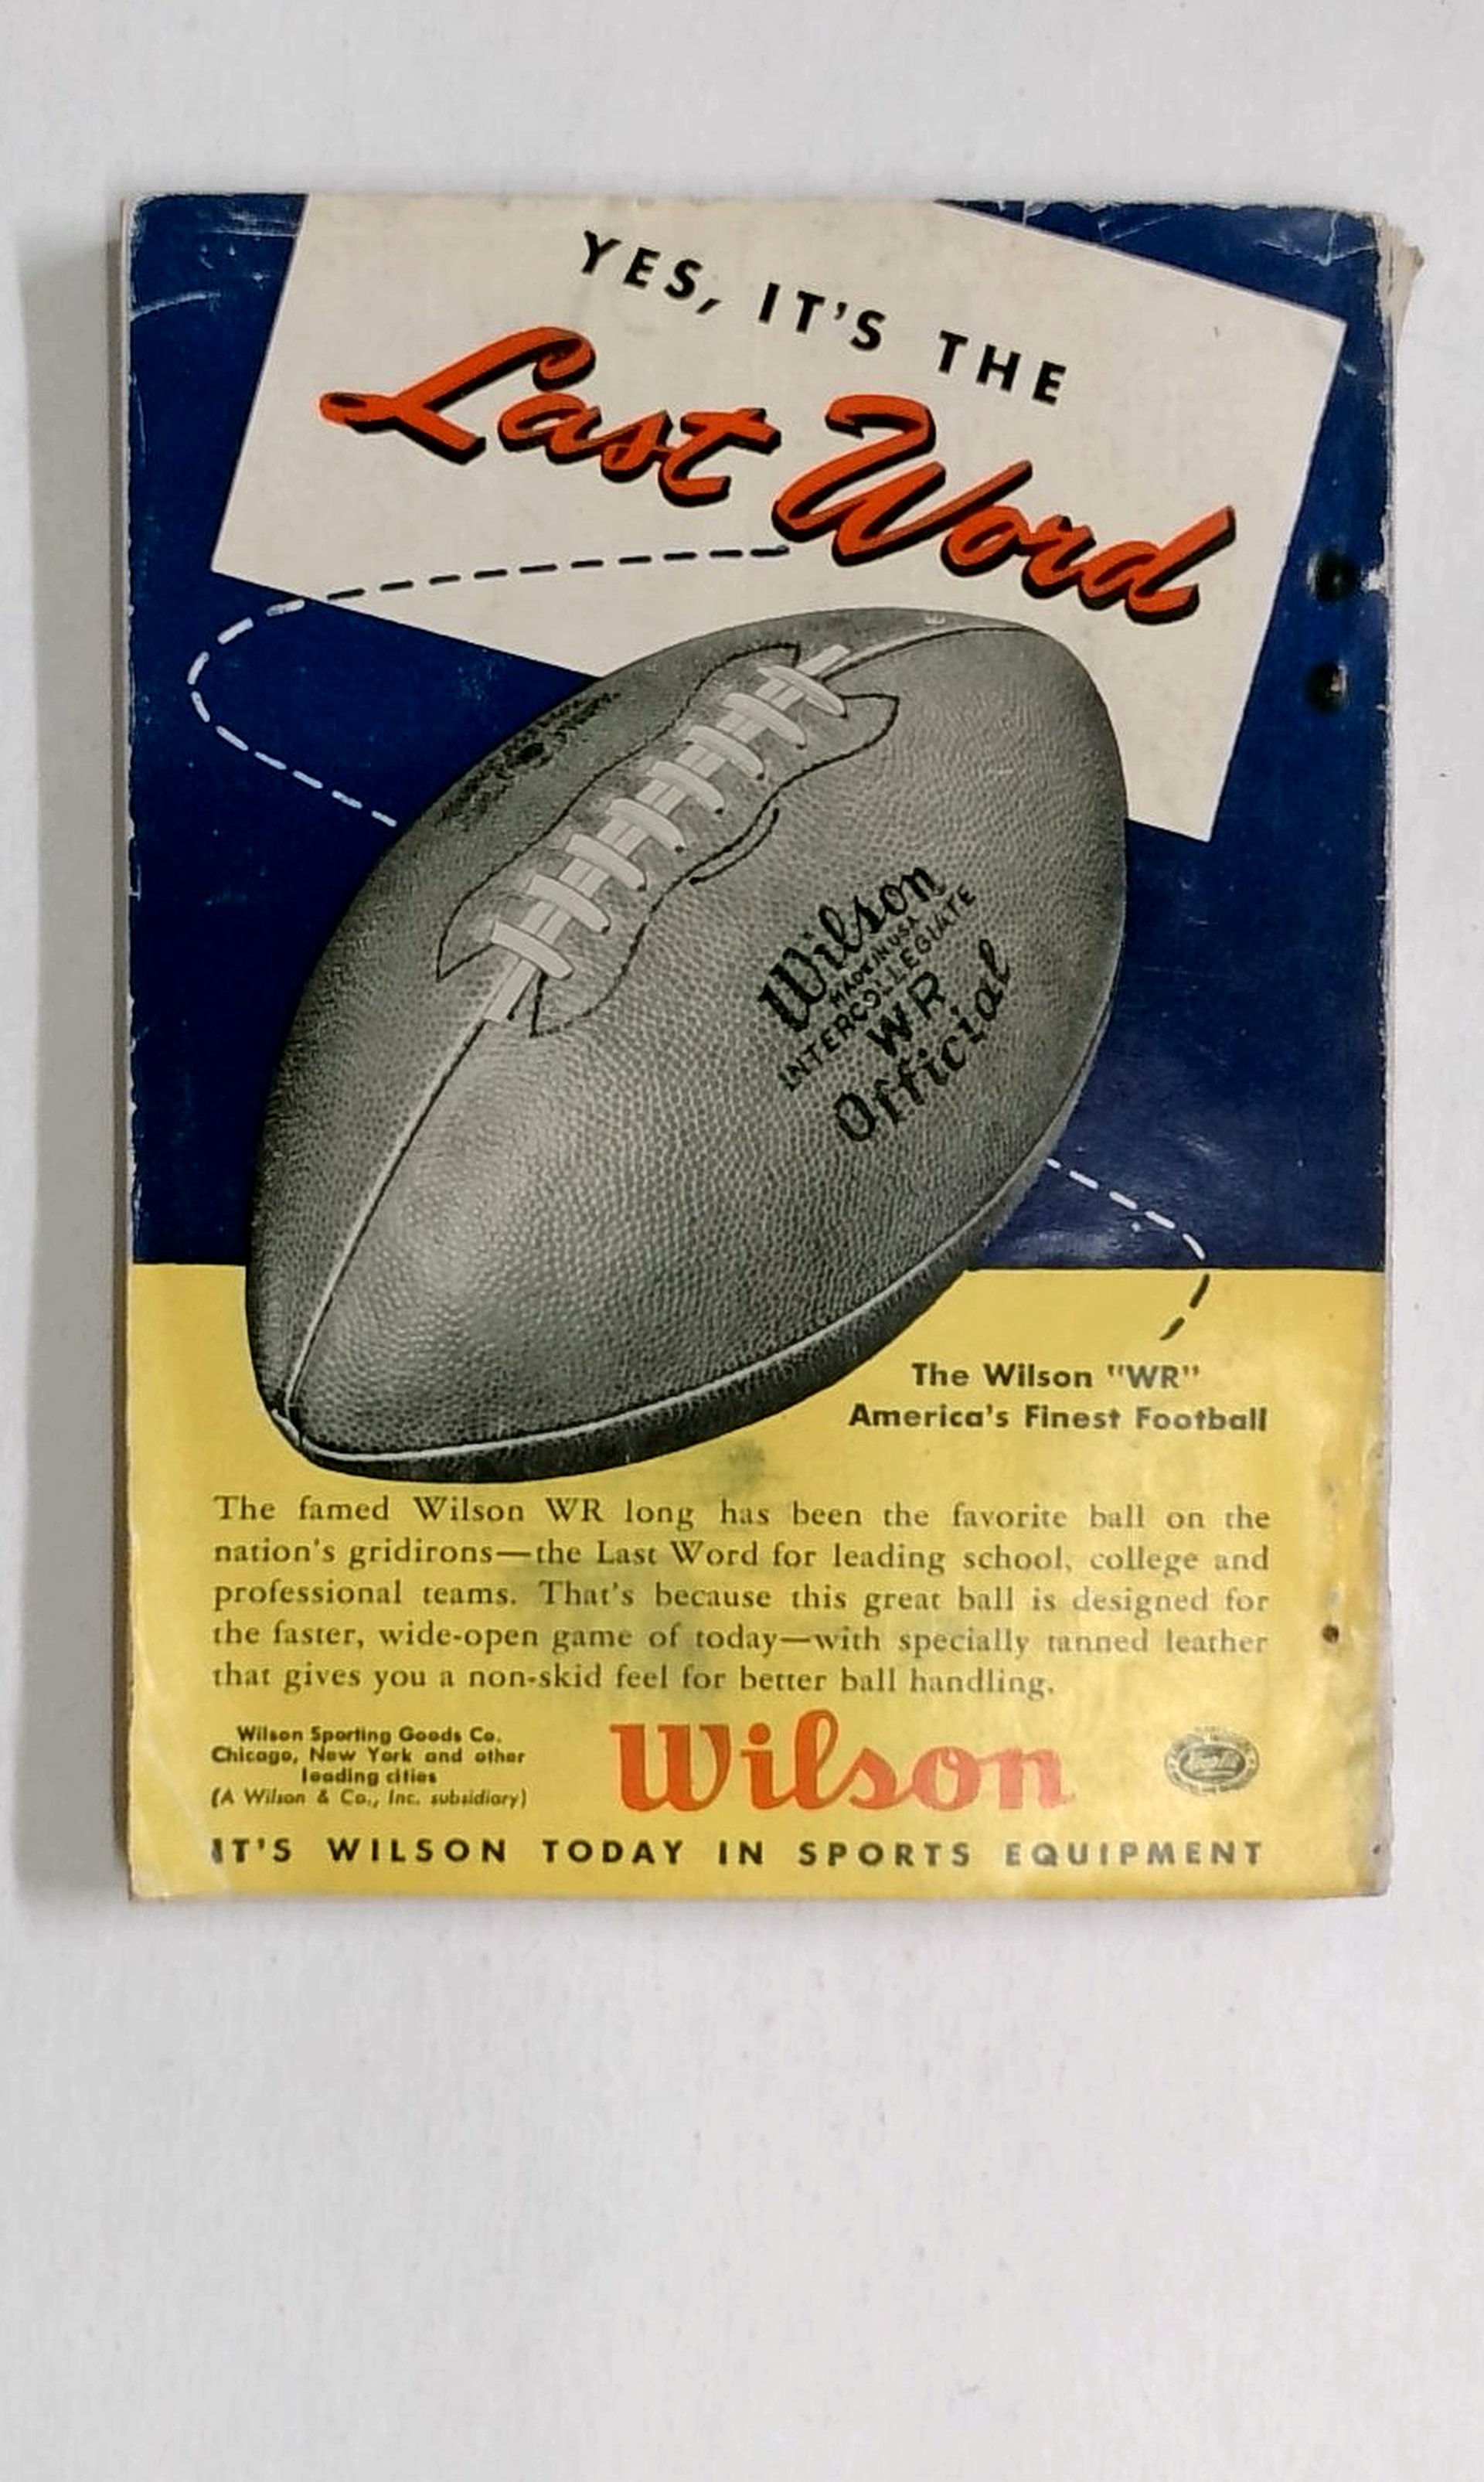 YES, IT'S THE
Last Word
Wilson
MADE IN USA
INTERCOLLEGIATE
WR
Official
The Wilson "WR"
America's Finest Football
The famed Wilson WR long has been the favorite ball on the
nation's gridirons—the Last Word for leading school, college and
professional teams. That's because this great ball is designed for
the faster, wide-open game of today—with specially tanned leather
that gives you a non-skid feel for better ball handling.
Wilson Sporting Goods Co.
Chicago, New York and other
leading cities
(A Wilson & Co., Inc. subsidiary)
Wilson
IT'S WILSON TODAY IN SPORTS EQUIPMENT